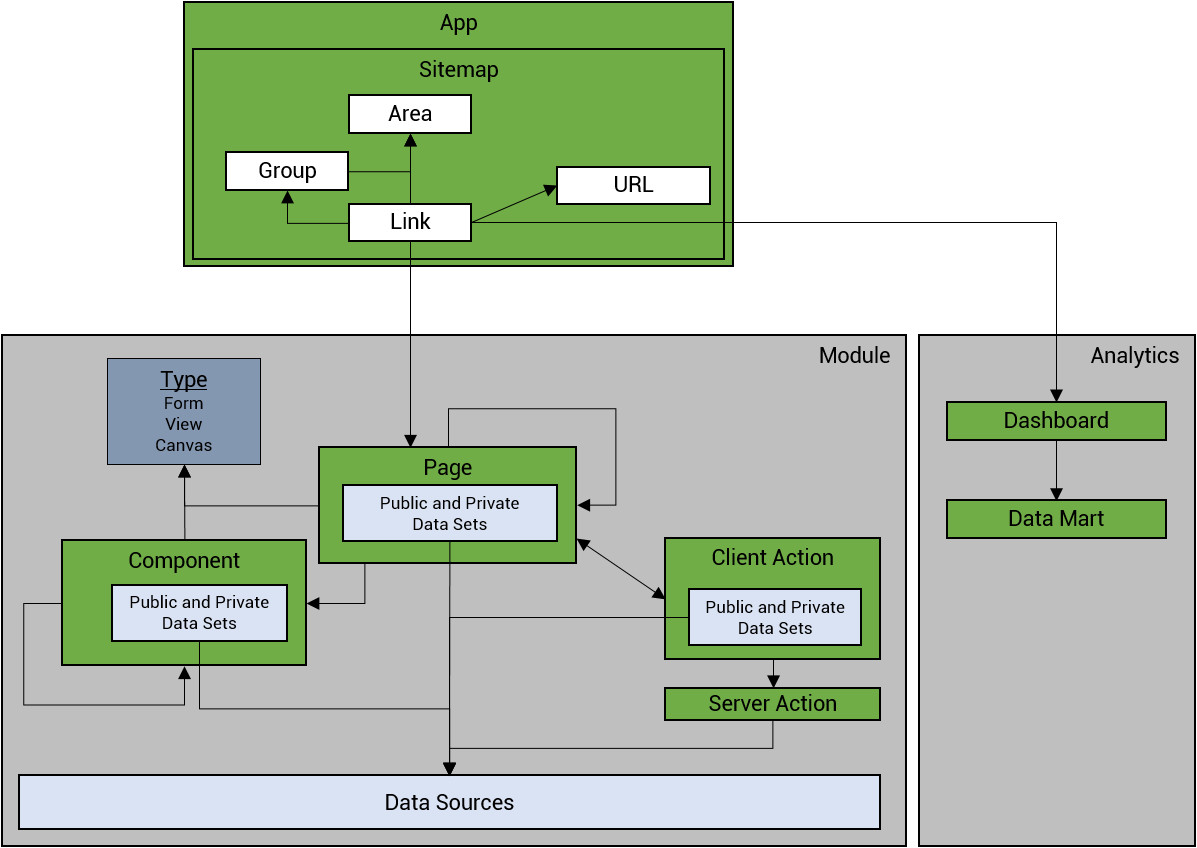 App
Sitemap
Area
Group
URL
Link
Module
Analytics
Type
Form
View
Canvas
Dashboard
Page
Public and Private
Data Sets
Data Mart
Component
Public and Private
Data Sets
Client Action
Public and Private
Data Sets
Server Action
Data Sources